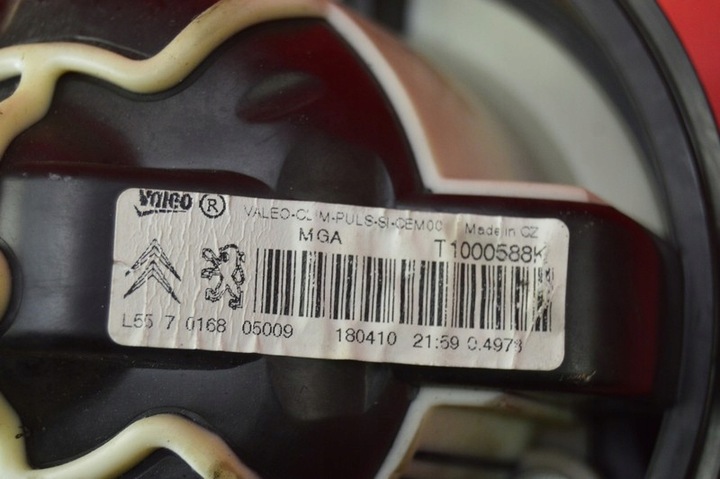 Valeo ® VALEO-CLIM-PULS-SI-CEM00 Made in CZ
MGA T1000588K
L55 7 0168 05009 180410 21:59 0.4978